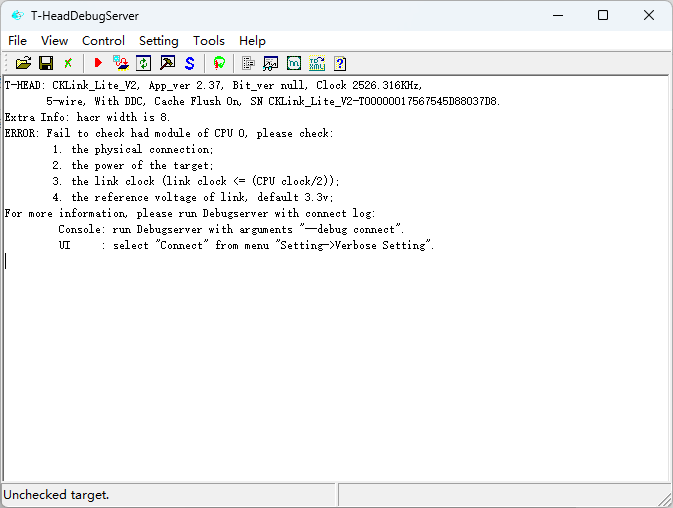 T-HeadDebugServer
File View Control Setting Tools Help
T-HEAD: CKLink_Lite_V2, App_ver 2.37, Bit_ver null, Clock 2526.316KHz,
5-wire, With DDC, Cache Flush On, SN CKLink_Lite_V2-T00000017567545D88037D8.
Extra Info: hacr width is 8.
ERROR: Fail to check had module of CPU 0, please check:
1. the physical connection;
2. the power of the target;
3. the link clock (link clock <= (CPU clock/2));
4. the reference voltage of link, default 3.3v;
For more information, please run Debugserver with connect log:
Console: run Debugserver with arguments "--debug connect".
UI : select "Connect" from menu "Setting->Verbose Setting".
Unchecked target.